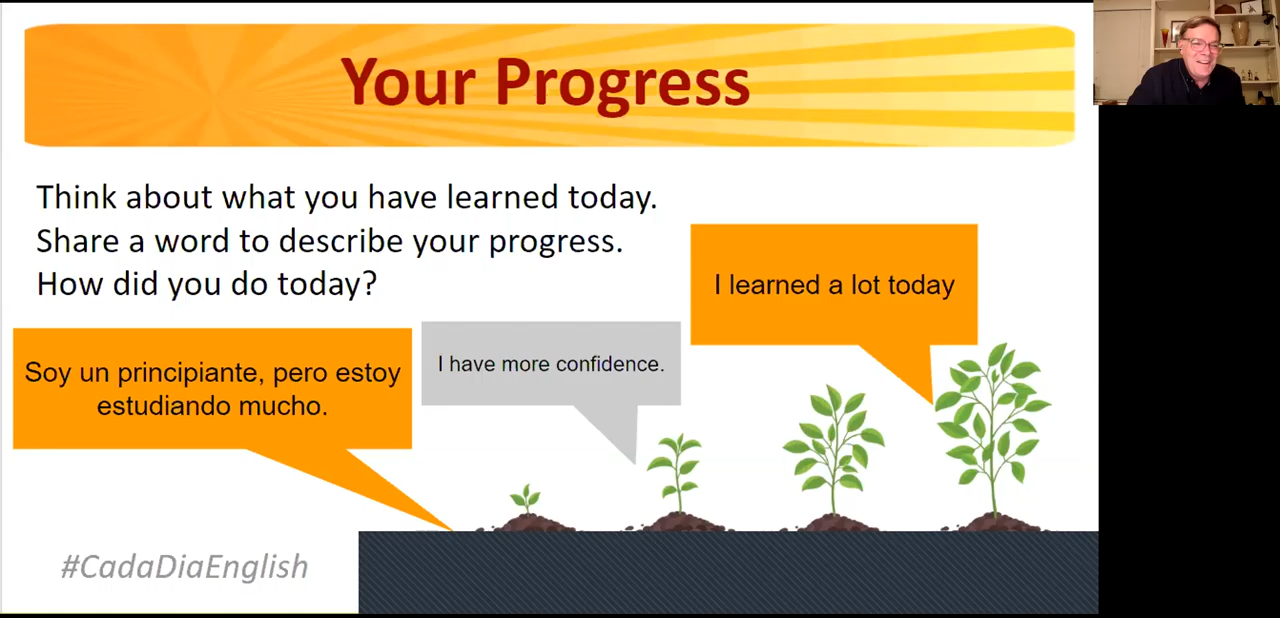 Your Progress
Think about what you have learned today.
Share a word to describe your progress.
How did you do today?
I learned a lot today
I have more confidence.
Soy un principiante, pero estoy
estudiando mucho.
#CadaDiaEnglish